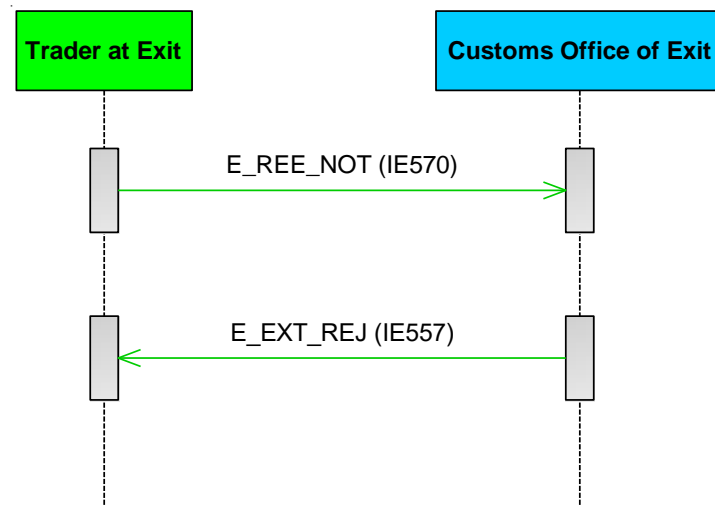 Trader at Exit
Customs Office of Exit
E_REE_NOT (IE570)
E_EXT_REJ (IE557)